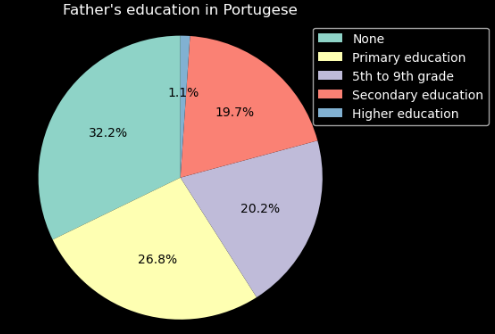 Father's education in Portugese
None
Primary education
5th to 9th grade
Secondary education
Higher education
1.1%
19.7%
32.2%
20.2%
26.8%